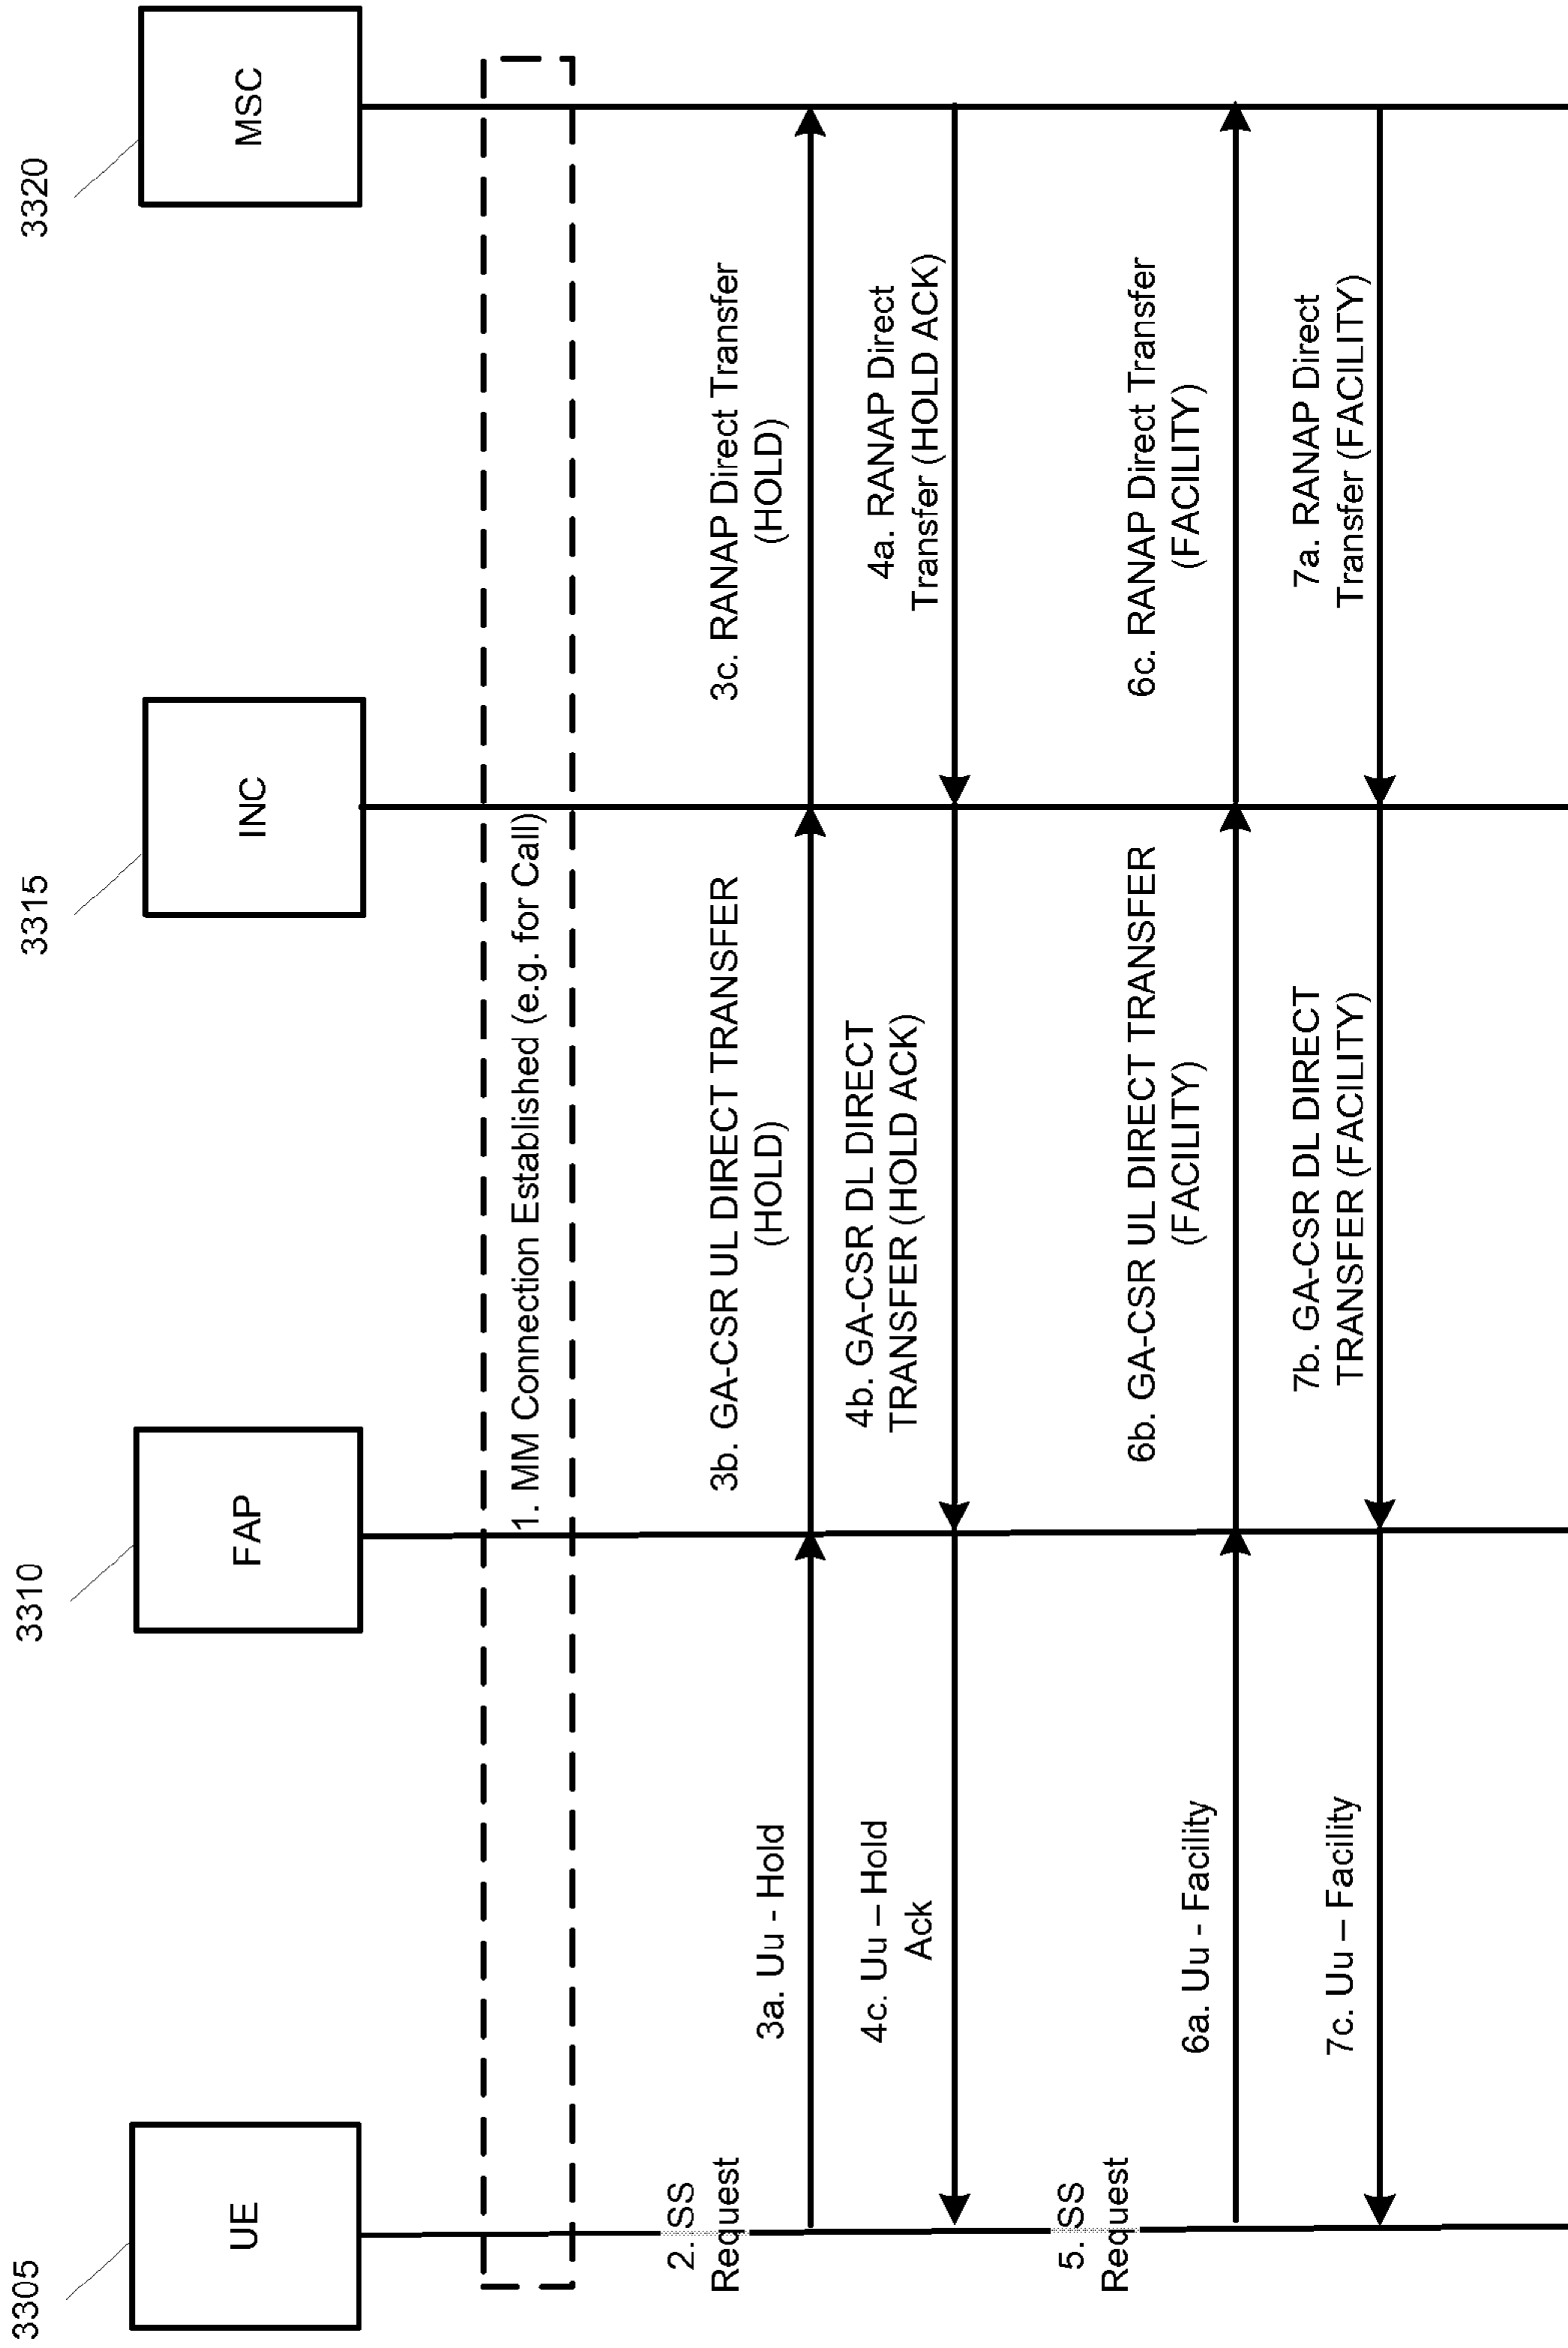 3305
3310
3315
3320
UE
FAP
INC
MSC
1. MM Connection Established (e.g. for Call)
2. SS
Request
3a. Uu - Hold
3b. GA-CSR UL DIRECT TRANSFER
(HOLD)
3c. RANAP Direct Transfer
(HOLD)
4c. Uu – Hold
Ack
4b. GA-CSR DL DIRECT
TRANSFER (HOLD ACK)
4a. RANAP Direct
Transfer (HOLD ACK)
5. SS
Request
6a. Uu - Facility
6b. GA-CSR UL DIRECT TRANSFER
(FACILITY)
6c. RANAP Direct Transfer
(FACILITY)
7c. Uu – Facility
7b. GA-CSR DL DIRECT
TRANSFER (FACILITY)
7a. RANAP Direct
Transfer (FACILITY)